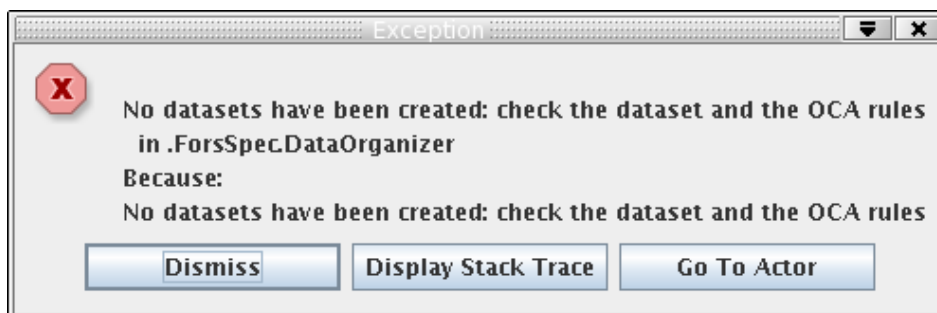 Exception
No datasets have been created: check the dataset and the OCA rules
in .ForsSpec.DataOrganizer
Because:
No datasets have been created: check the dataset and the OCA rules
Dismiss Display Stack Trace Go To Actor